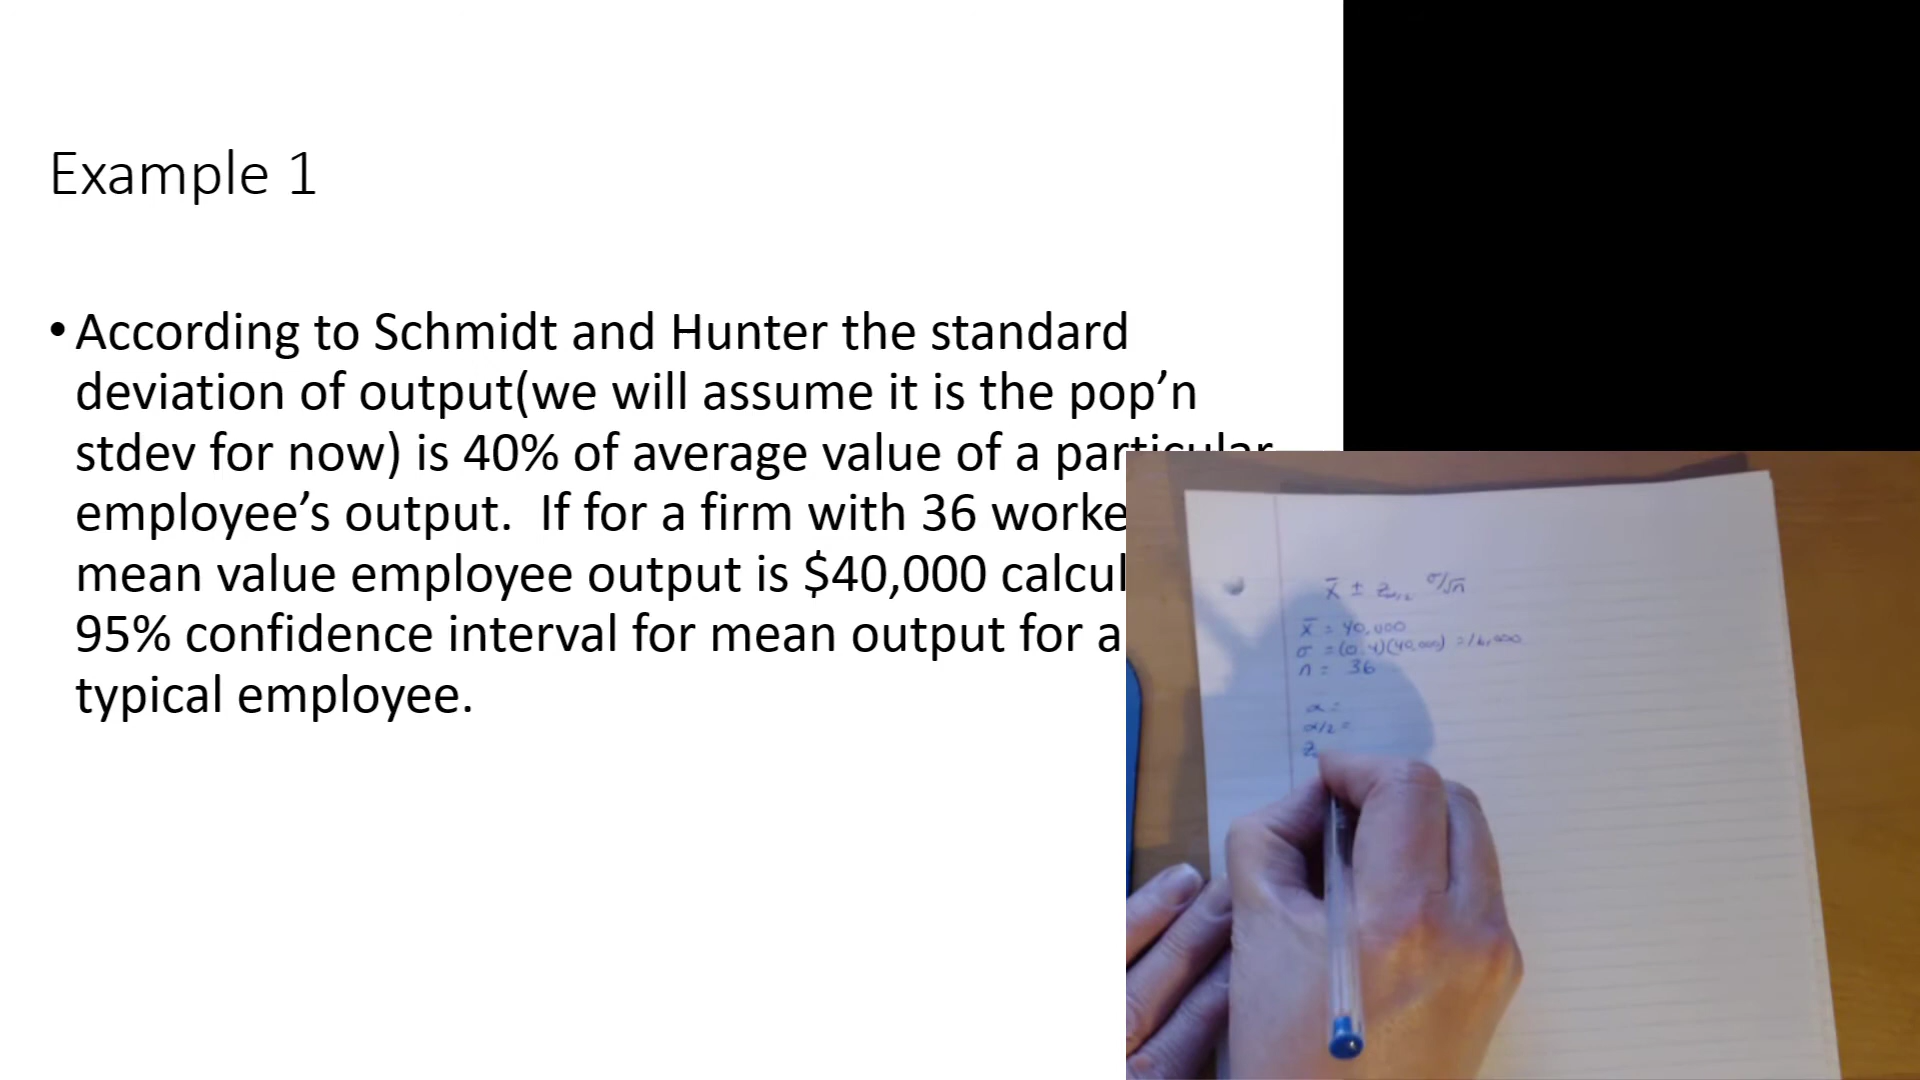 Example 1
• According to Schmidt and Hunter the standard
deviation of output(we will assume it is the pop’n
stdev for now) is 40% of average value of a particular
employee’s output.  If for a firm with 36 worke
mean value employee output is $40,000 calcul
95% confidence interval for mean output for a
typical employee.
x̄ ± z α/2 σ/√n
x̄ = 40,000
σ = (0.4)(40,000) = 16,000
n = 36
α =
α/2 =
z